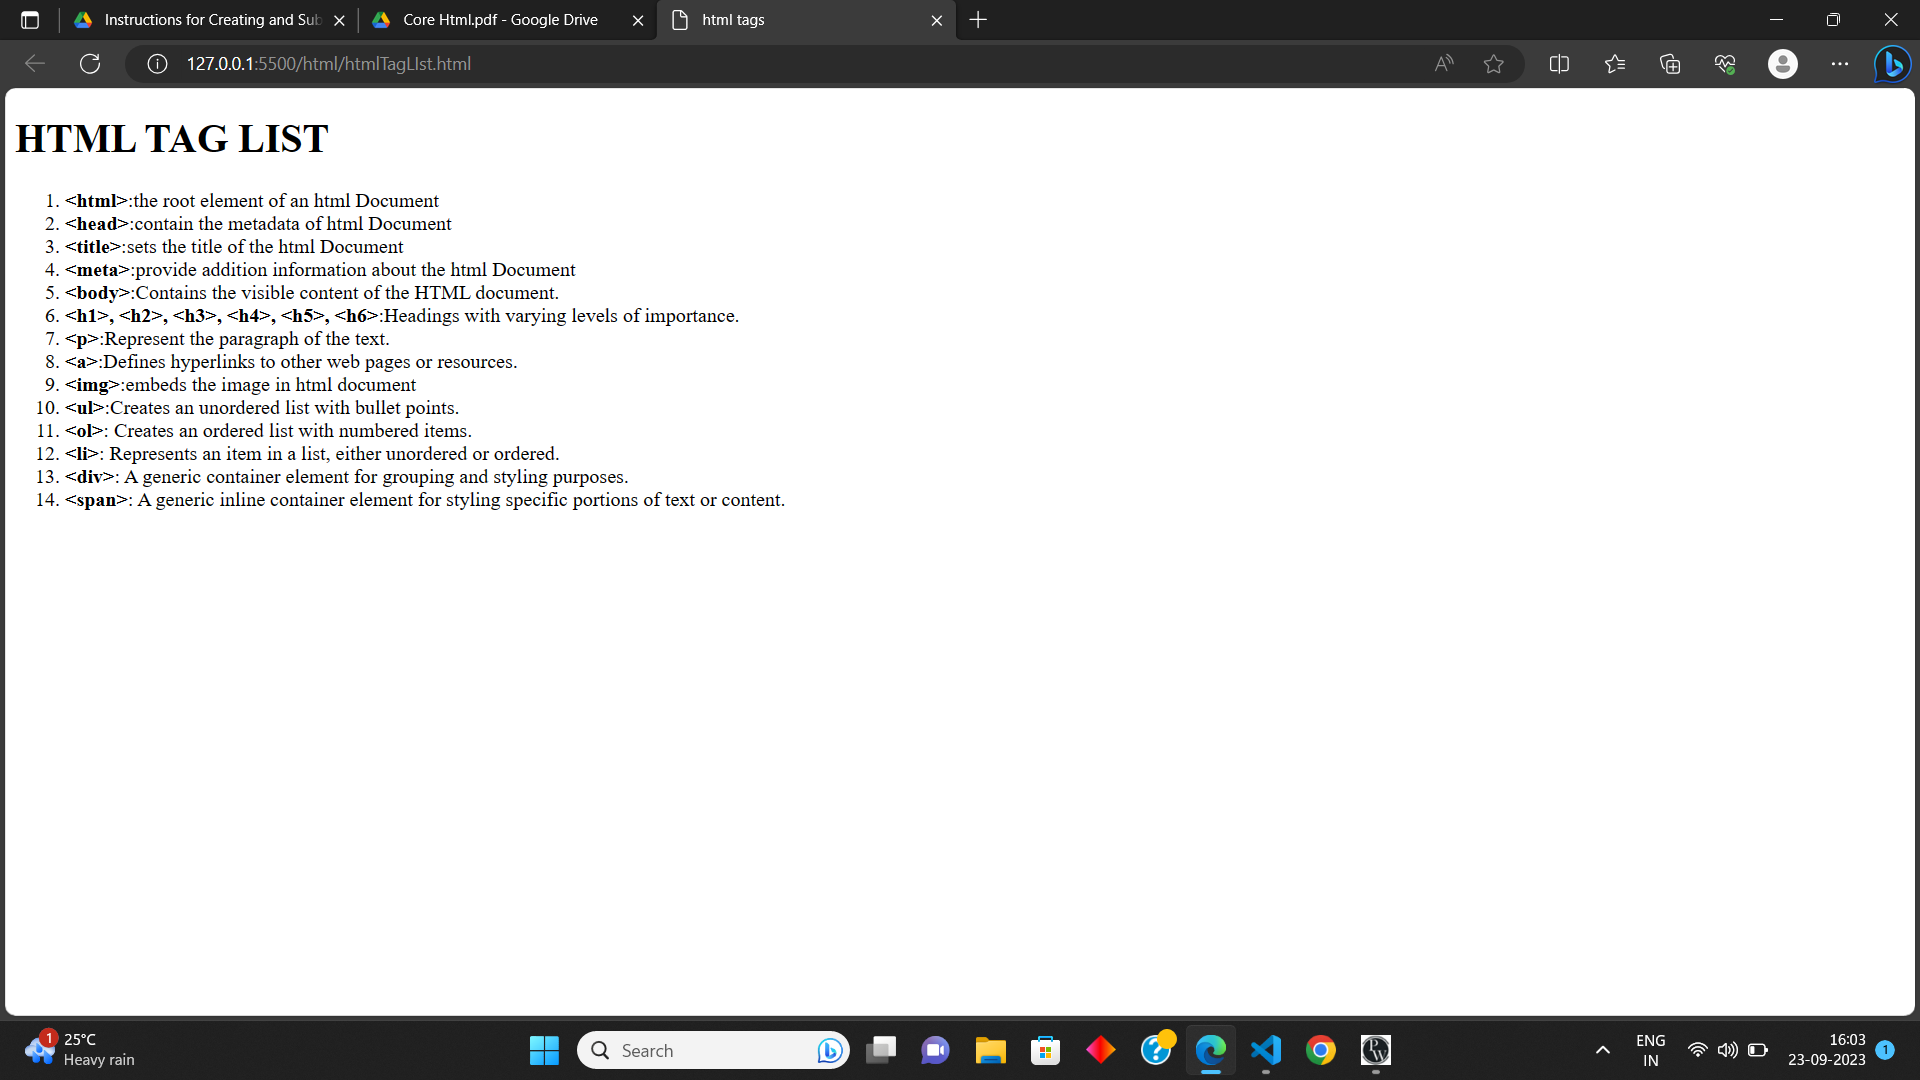 Instructions for Creating and Sub
Core Html.pdf - Google Drive
html tags
127.0.0.1:5500/html/htmlTagLIst.html
HTML TAG LIST
1. <html>:the root element of an html Document
2. <head>:contain the metadata of html Document
3. <title>:sets the title of the html Document
4. <meta>:provide addition information about the html Document
5. <body>:Contains the visible content of the HTML document.
6. <h1>, <h2>, <h3>, <h4>, <h5>, <h6>:Headings with varying levels of importance.
7. <p>:Represent the paragraph of the text.
8. <a>:Defines hyperlinks to other web pages or resources.
9. <img>:embeds the image in html document
10. <ul>:Creates an unordered list with bullet points.
11. <ol>: Creates an ordered list with numbered items.
12. <li>: Represents an item in a list, either unordered or ordered.
13. <div>: A generic container element for grouping and styling purposes.
14. <span>: A generic inline container element for styling specific portions of text or content.
1
25°C
Heavy rain
Search
PW
ENG
IN
16:03
23-09-2023
1